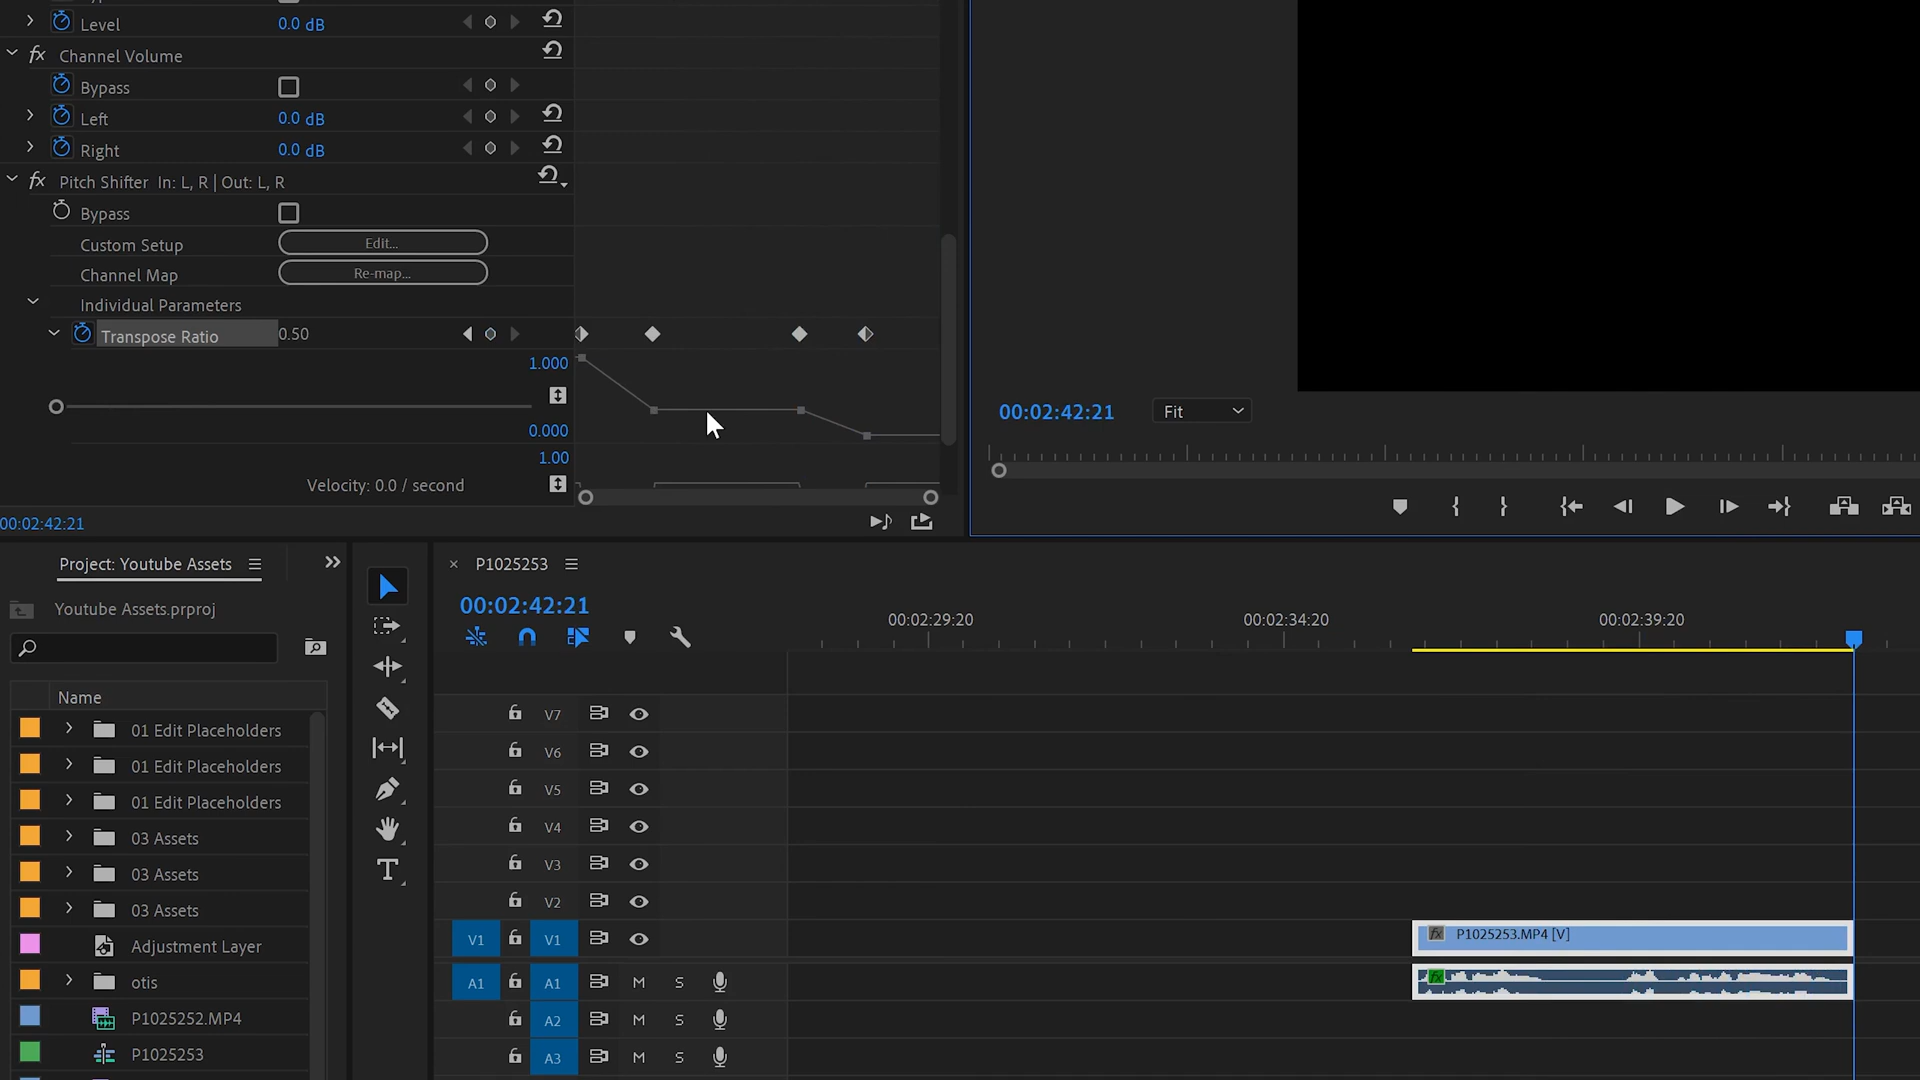 Level 0.0 dB
fx Channel Volume
Bypass
Left 0.0 dB
Right 0.0 dB
fx Pitch Shifter In: L, R | Out: L, R
Bypass
Custom Setup Edit...
Channel Map Re-map...
Individual Parameters
Transpose Ratio 0.50
1.000
0.000
1.00
Velocity: 0.0 / second
00:02:42:21
00:02:42:21 Fit
Project: Youtube Assets
Youtube Assets.prproj
Name
01 Edit Placeholders
01 Edit Placeholders
01 Edit Placeholders
03 Assets
03 Assets
03 Assets
Adjustment Layer
otis
P1025252.MP4
P1025253
T
× P1025253
00:02:42:21
00:02:29:20 00:02:34:20 00:02:39:20
V7
V6
V5
V4
V3
V2
V1 V1
fx P1025253.MP4 [V]
A1 A1 M S
fx
A2 M S
A3 M S